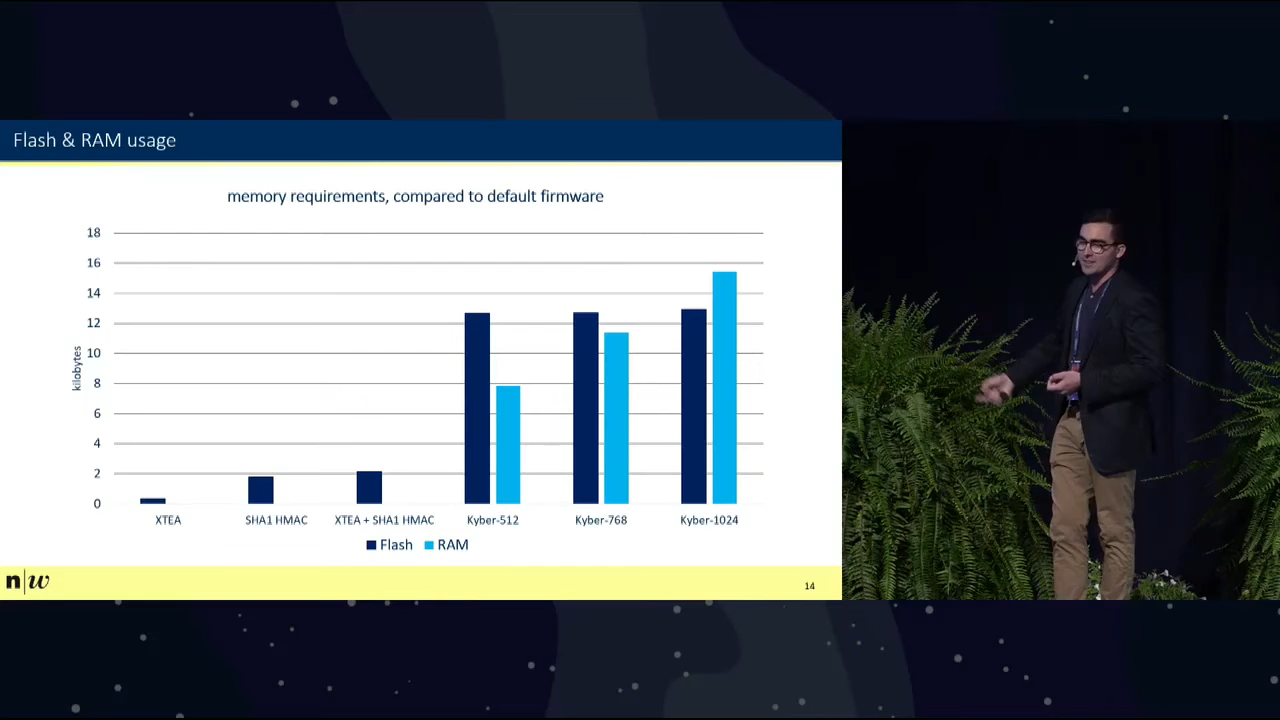 Flash & RAM usage
memory requirements, compared to default firmware
kilobytes
18
16
14
12
10
8
6
4
2
0
XTEA
SHA1 HMAC
XTEA + SHA1 HMAC
Kyber-512
Kyber-768
Kyber-1024
Flash
RAM
n|w
14